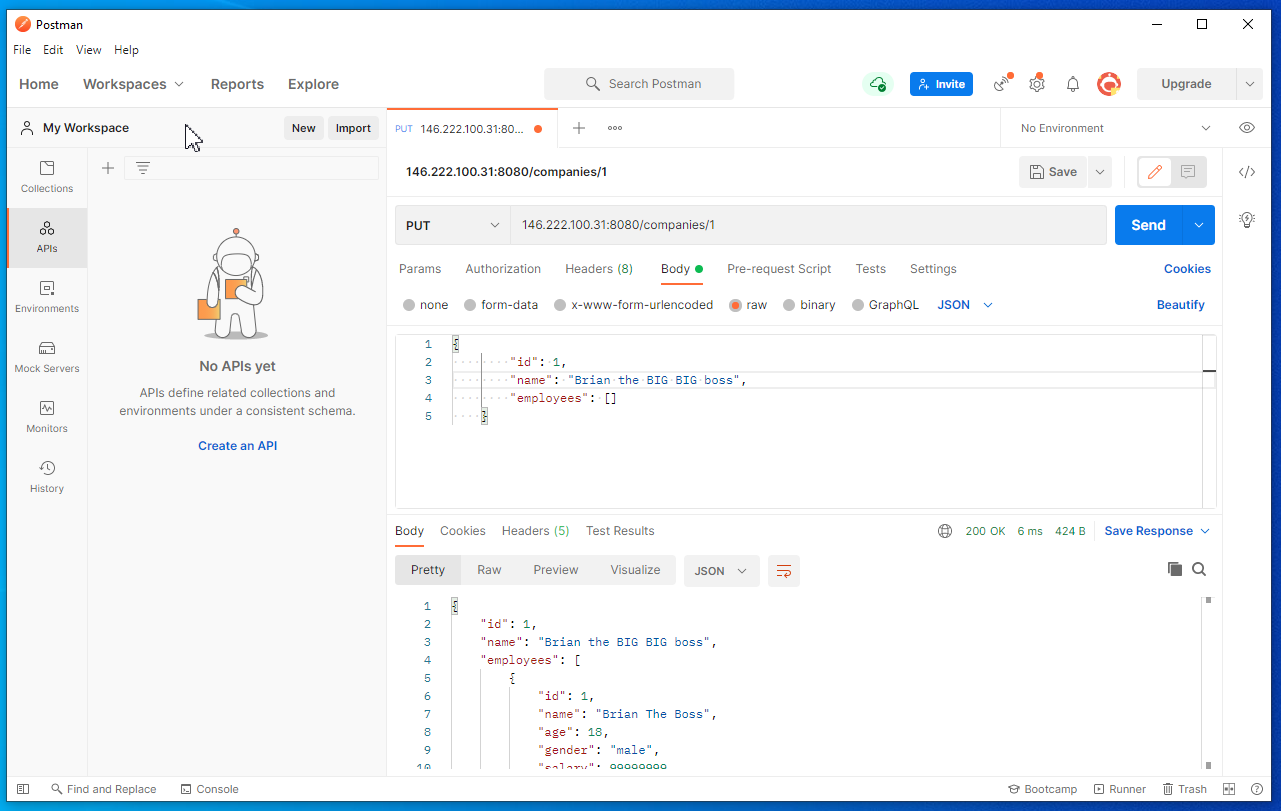 Postman
File Edit View Help
Home Workspaces Reports Explore Search Postman Invite Upgrade
My Workspace New Import
PUT 146.222.100.31:80... No Environment
146.222.100.31:8080/companies/1 Save
Collections
APIs
Environments
Mock Servers
Monitors
History
No APIs yet
APIs define related collections and
environments under a consistent schema.
Create an API
PUT 146.222.100.31:8080/companies/1 Send
Params Authorization Headers (8) Body Pre-request Script Tests Settings Cookies
none form-data x-www-form-urlencoded raw binary GraphQL JSON Beautify
1 {
2 "id": 1,
3 "name": "Brian the BIG BIG boss",
4 "employees": []
5 }
Body Cookies Headers (5) Test Results 200 OK 6 ms 424 B Save Response
Pretty Raw Preview Visualize JSON
1 {
2 "id": 1,
3 "name": "Brian the BIG BIG boss",
4 "employees": [
5 {
6 "id": 1,
7 "name": "Brian The Boss",
8 "age": 18,
9 "gender": "male",
10 "salary": 99999999
Find and Replace Console Bootcamp Runner Trash